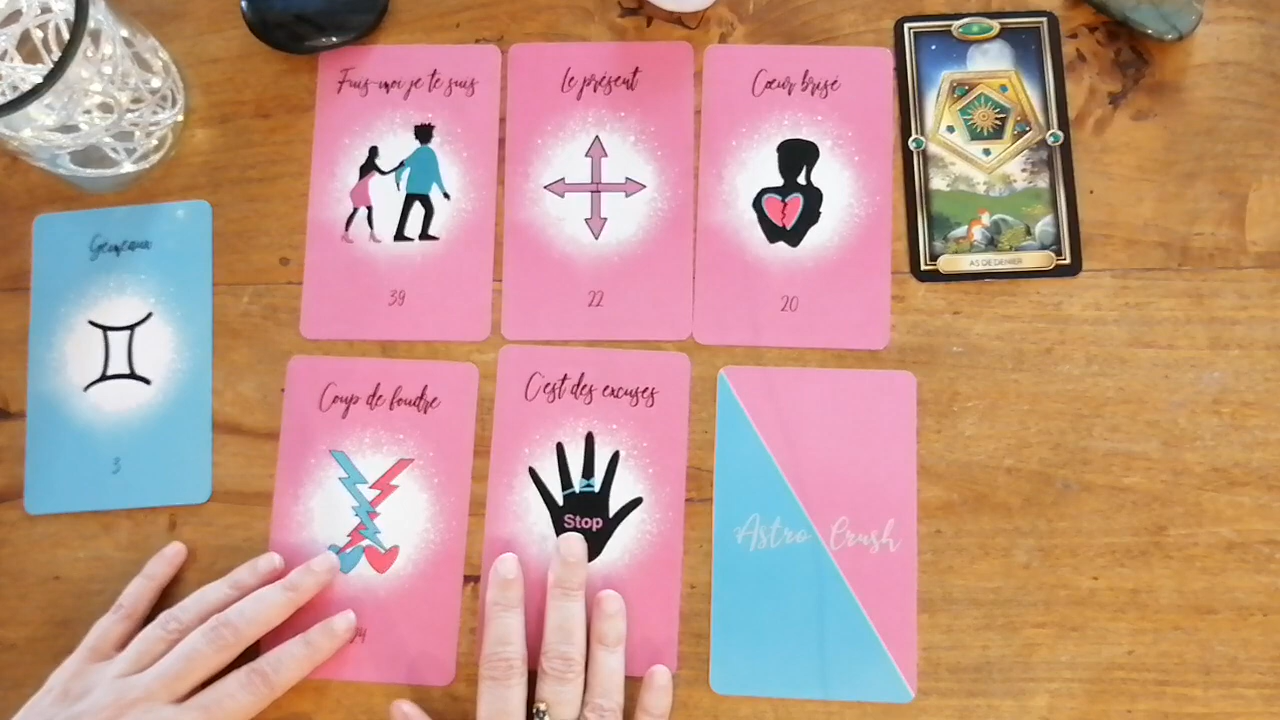 Fuis-moi je te suis
39
Le présent
22
Cœur brisé
20
AS DE DENIER
Gémeaux
3
Coup de foudre
C'est des excuses
Stop
Astro Crush